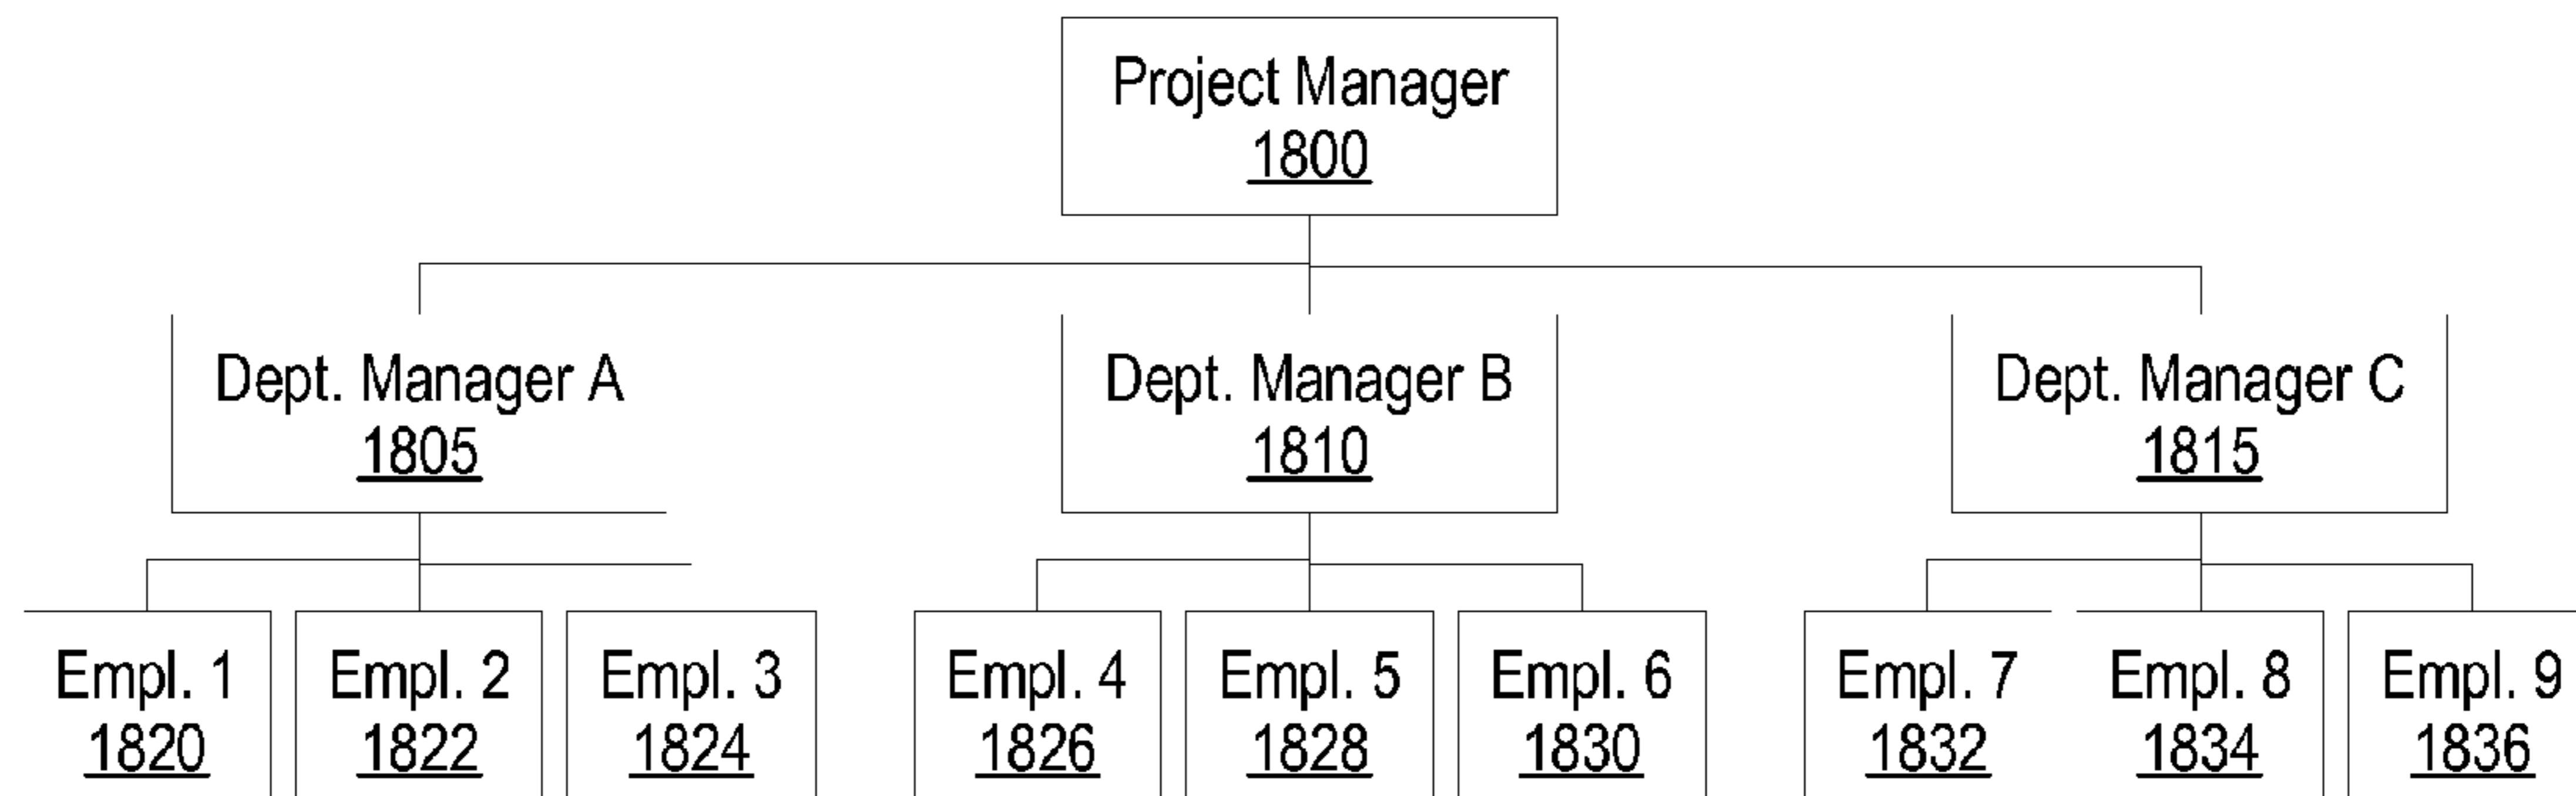 Project Manager
1800
Dept. Manager A
1805
Dept. Manager B
1810
Dept. Manager C
1815
Empl. 1
1820
Empl. 2
1822
Empl. 3
1824
Empl. 4
1826
Empl. 5
1828
Empl. 6
1830
Empl. 7
1832
Empl. 8
1834
Empl. 9
1836